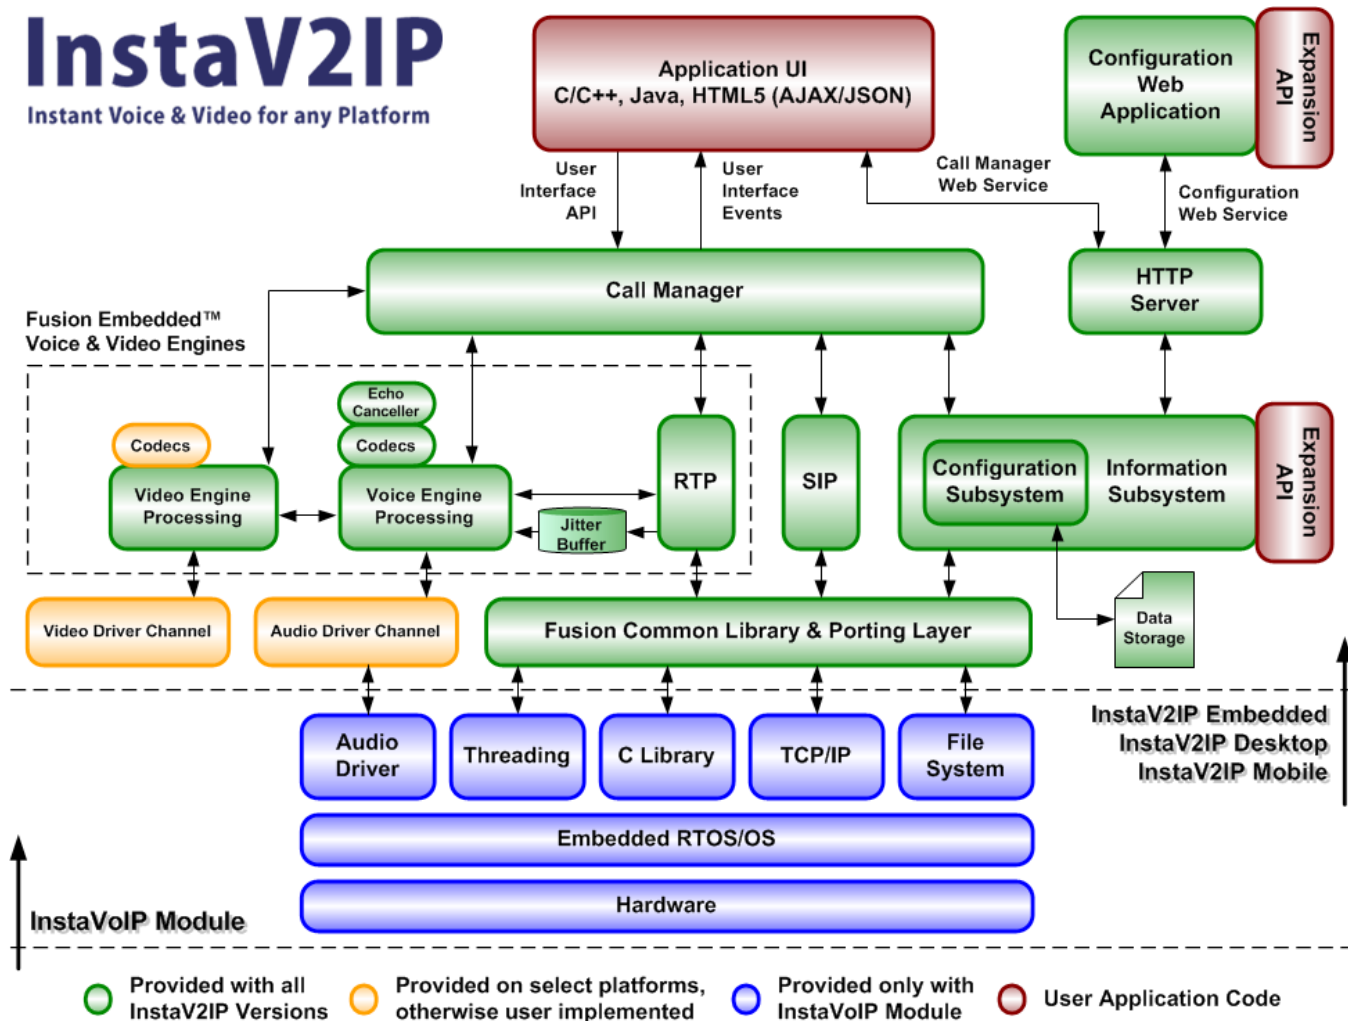 InstaV2IP
Instant Voice & Video for any Platform
Application UI
C/C++, Java, HTML5 (AJAX/JSON)
Configuration
Web
Application
Expansion
API
User
Interface
API
User
Interface
Events
Call Manager
Web Service
Configuration
Web Service
Call Manager
HTTP
Server
Fusion Embedded™
Voice & Video Engines
Echo
Canceller
Codecs
Codecs
Video Engine
Processing
Voice Engine
Processing
Jitter
Buffer
RTP
SIP
Configuration
Subsystem
Information
Subsystem
Expansion
API
Video Driver Channel
Audio Driver Channel
Fusion Common Library & Porting Layer
Data
Storage
Audio
Driver
Threading
C Library
TCP/IP
File
System
InstaV2IP Embedded
InstaV2IP Desktop
InstaV2IP Mobile
Embedded RTOS/OS
Hardware
InstaVoIP Module
Provided with all
InstaV2IP Versions
Provided on select platforms,
otherwise user implemented
Provided only with
InstaVoIP Module
User Application Code